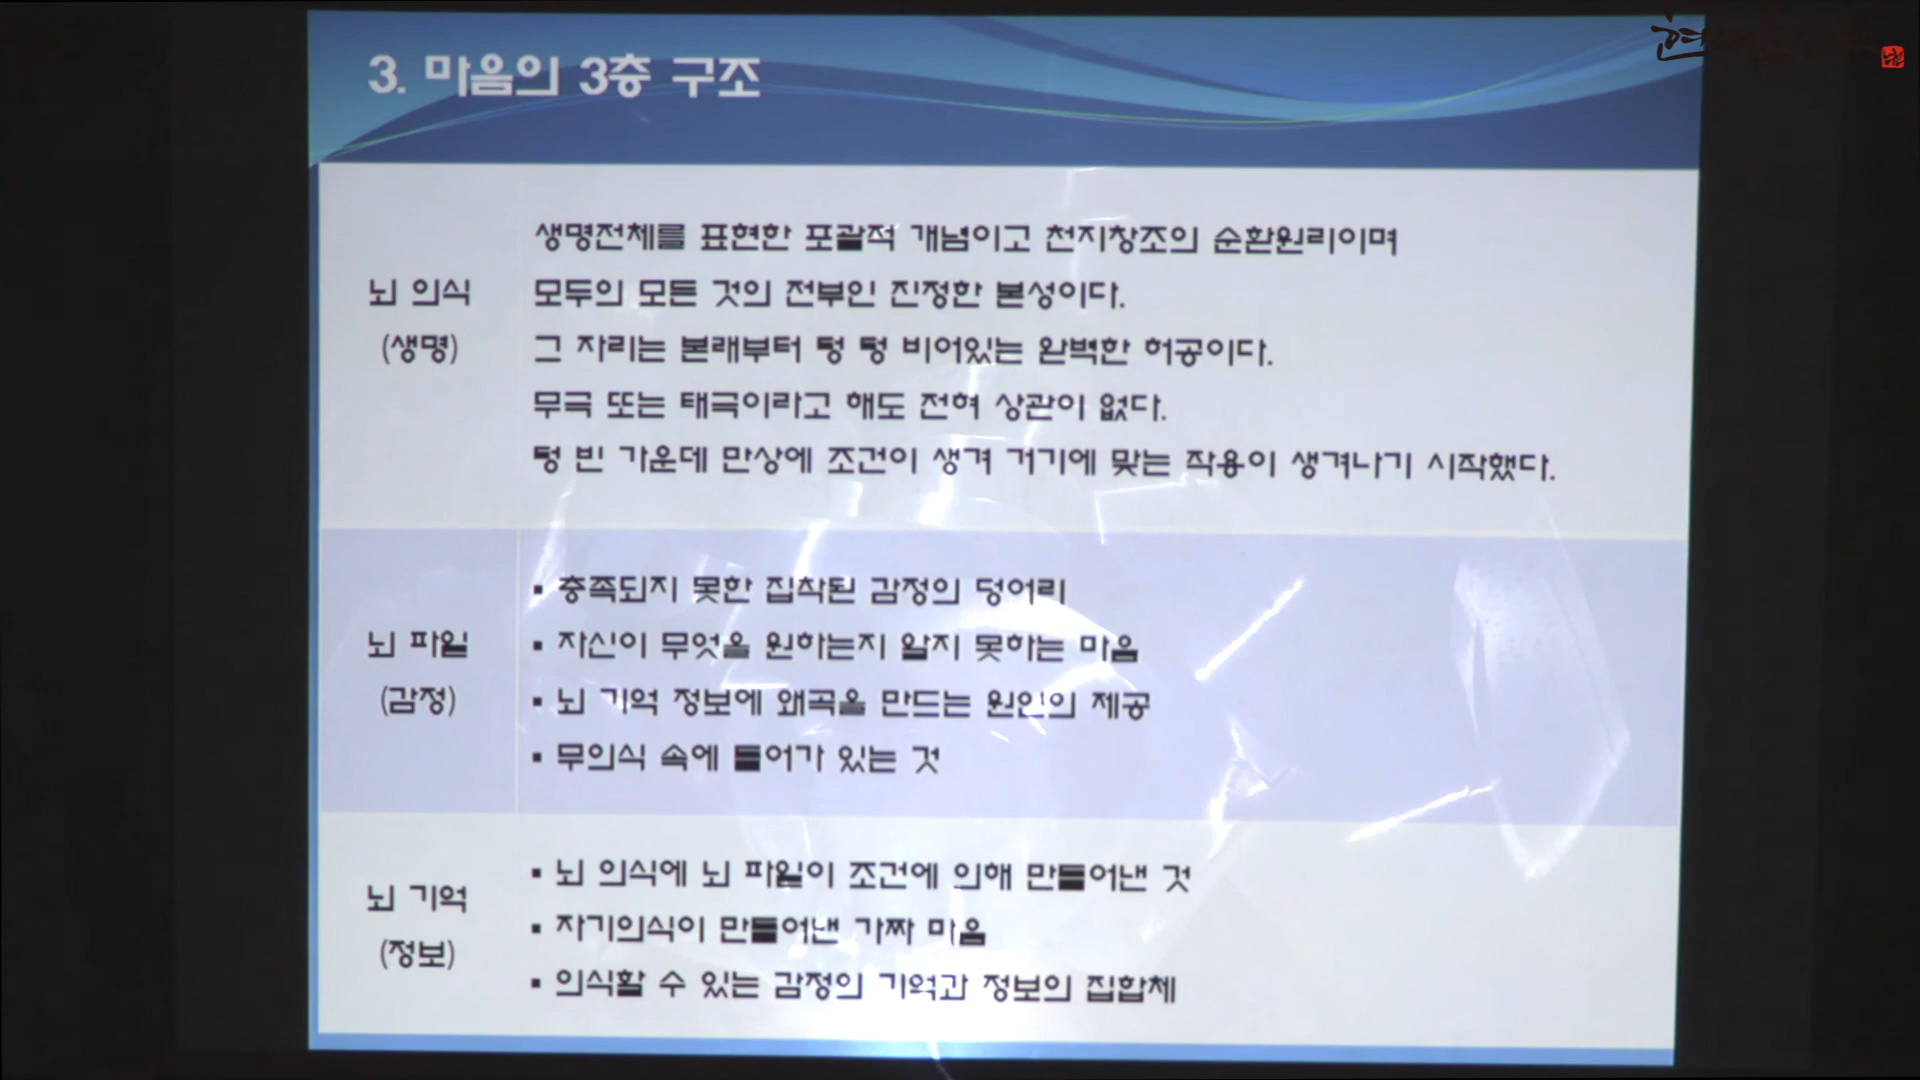 3. 마음의 3층 구조
생명전체를 표현한 포괄적 개념이고 천지창조의 순환원리이며
뇌 의식
모두의 모든 것의 전부인 진정한 본성이다.
(생명)
그 자리는 본래부터 텅 텅 비어있는 완벽한 허공이다.
무극 또는 태극이라고 해도 전혀 상관이 없다.
텅 빈 가운데 만상에 조건이 생겨 거기에 맞는 작용이 생겨나기 시작했다.
▪ 충족되지 못한 집착된 감정의 덩어리
뇌 파일
▪ 자신이 무엇을 원하는지 알지 못하는 마음
(감정)
▪ 뇌 기억 정보에 왜곡을 만드는 원인의 제공
▪ 무의식 속에 들어가 있는 것
▪ 뇌 의식에 뇌 파일이 조건에 의해 만들어낸 것
뇌 기억
▪ 자기의식이 만들어낸 가짜 마음
(정보)
▪ 의식할 수 있는 감정의 기억과 정보의 집합체